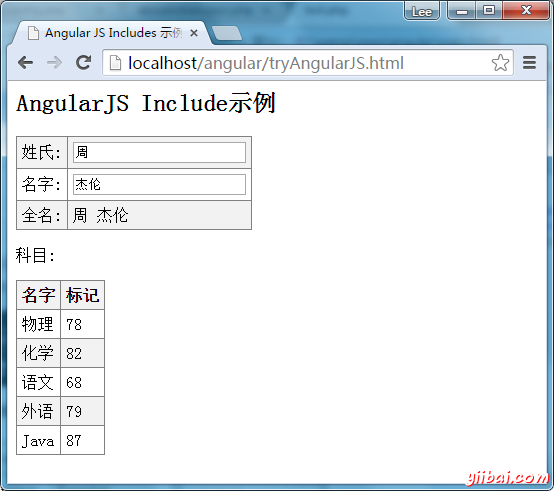 Lee
Angular JS Includes 示例
localhost/angular/tryAngularJS.html
AngularJS Include示例
姓氏: 周
名字: 杰伦
全名: 周 杰伦
科目:
名字 标记
物理 78
化学 82
语文 68
外语 79
Java 87
yiibai.com